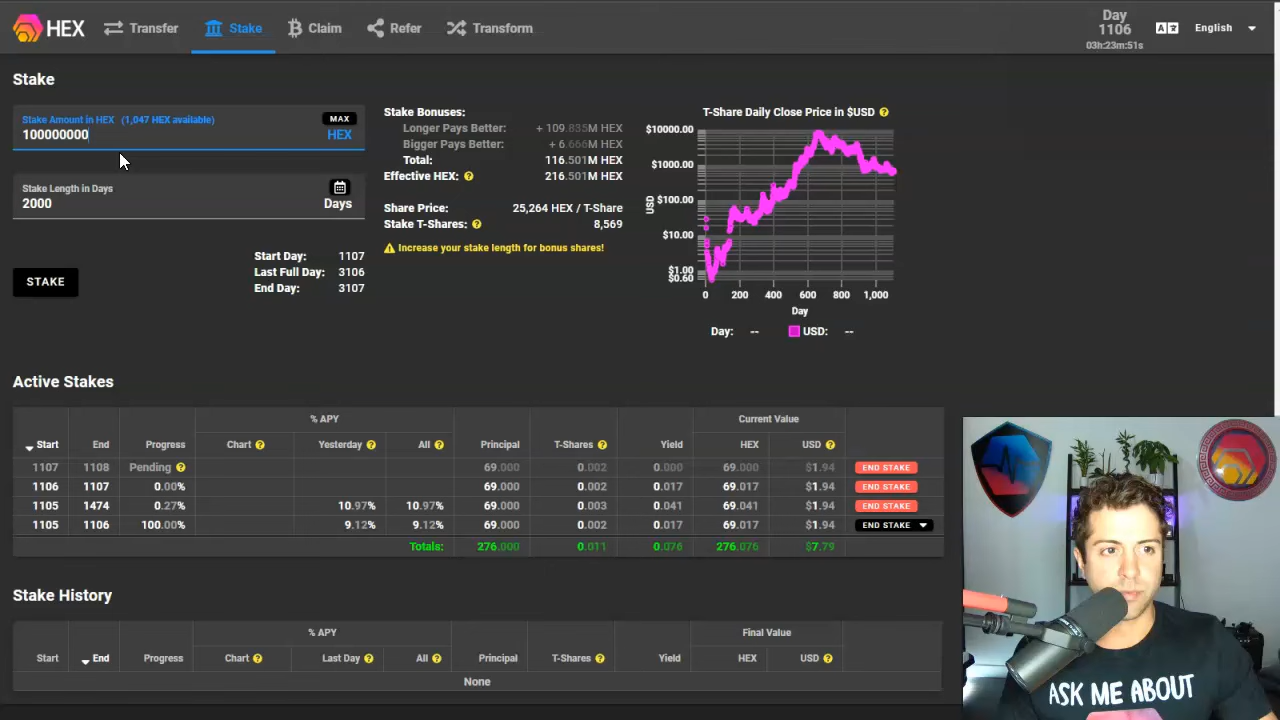 HEX Transfer Stake Claim Refer Transform
Day 1106 03h:23m:51s
English
Stake
Stake Amount in HEX (1,047 HEX available) MAX
100000000 HEX
Stake Length in Days
2000 Days
Start Day: 1107
Last Full Day: 3106
End Day: 3107
STAKE
Stake Bonuses:
Longer Pays Better: + 109.835M HEX
Bigger Pays Better: + 6.666M HEX
Total: 116.501M HEX
Effective HEX: ? 216.501M HEX
Share Price: 25,264 HEX / T-Share
Stake T-Shares: ? 8,569
Increase your stake length for bonus shares!
T-Share Daily Close Price in $USD ?
$10000.00
$1000.00
$100.00
$10.00
$1.00
$0.60
USD
0 200 400 600 800 1,000
Day
Day: -- USD: --
Active Stakes
% APY Current Value
Start End Progress Chart ? Yesterday ? All ? Principal T-Shares ? Yield HEX USD ?
1107 1108 Pending ? 69.000 0.002 0.000 69.000 $1.94 END STAKE
1106 1107 0.00% 69.000 0.002 0.017 69.017 $1.94 END STAKE
1105 1474 0.27% 10.97% 10.97% 69.000 0.003 0.041 69.041 $1.94 END STAKE
1105 1106 100.00% 9.12% 9.12% 69.000 0.002 0.017 69.017 $1.94 END STAKE
Totals: 276.000 0.011 0.076 276.076 $7.79
Stake History
% APY Final Value
Start End Progress Chart ? Last Day ? All ? Principal T-Shares ? Yield HEX USD ?
None
ASK ME ABOUT